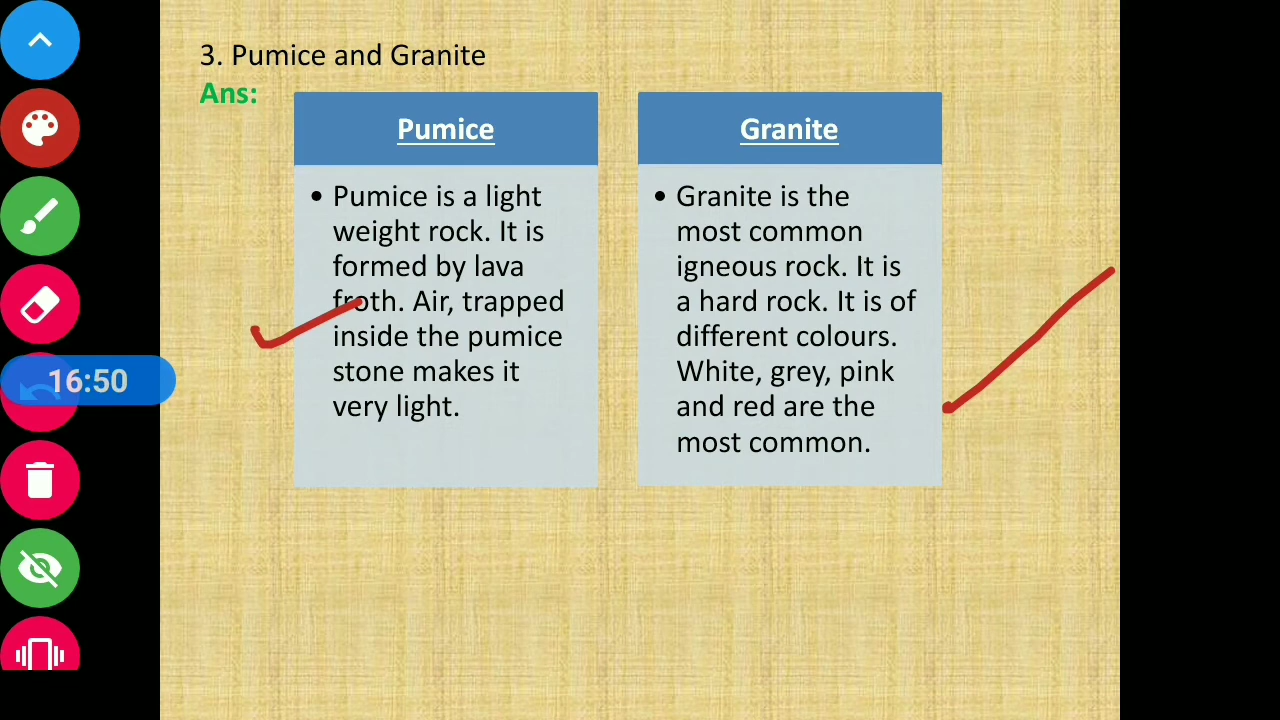 3. Pumice and Granite
Ans:
Pumice
• Pumice is a light
weight rock. It is
formed by lava
froth. Air, trapped
inside the pumice
stone makes it
very light.
Granite
• Granite is the
most common
igneous rock. It is
a hard rock. It is of
different colours.
White, grey, pink
and red are the
most common.
16:50